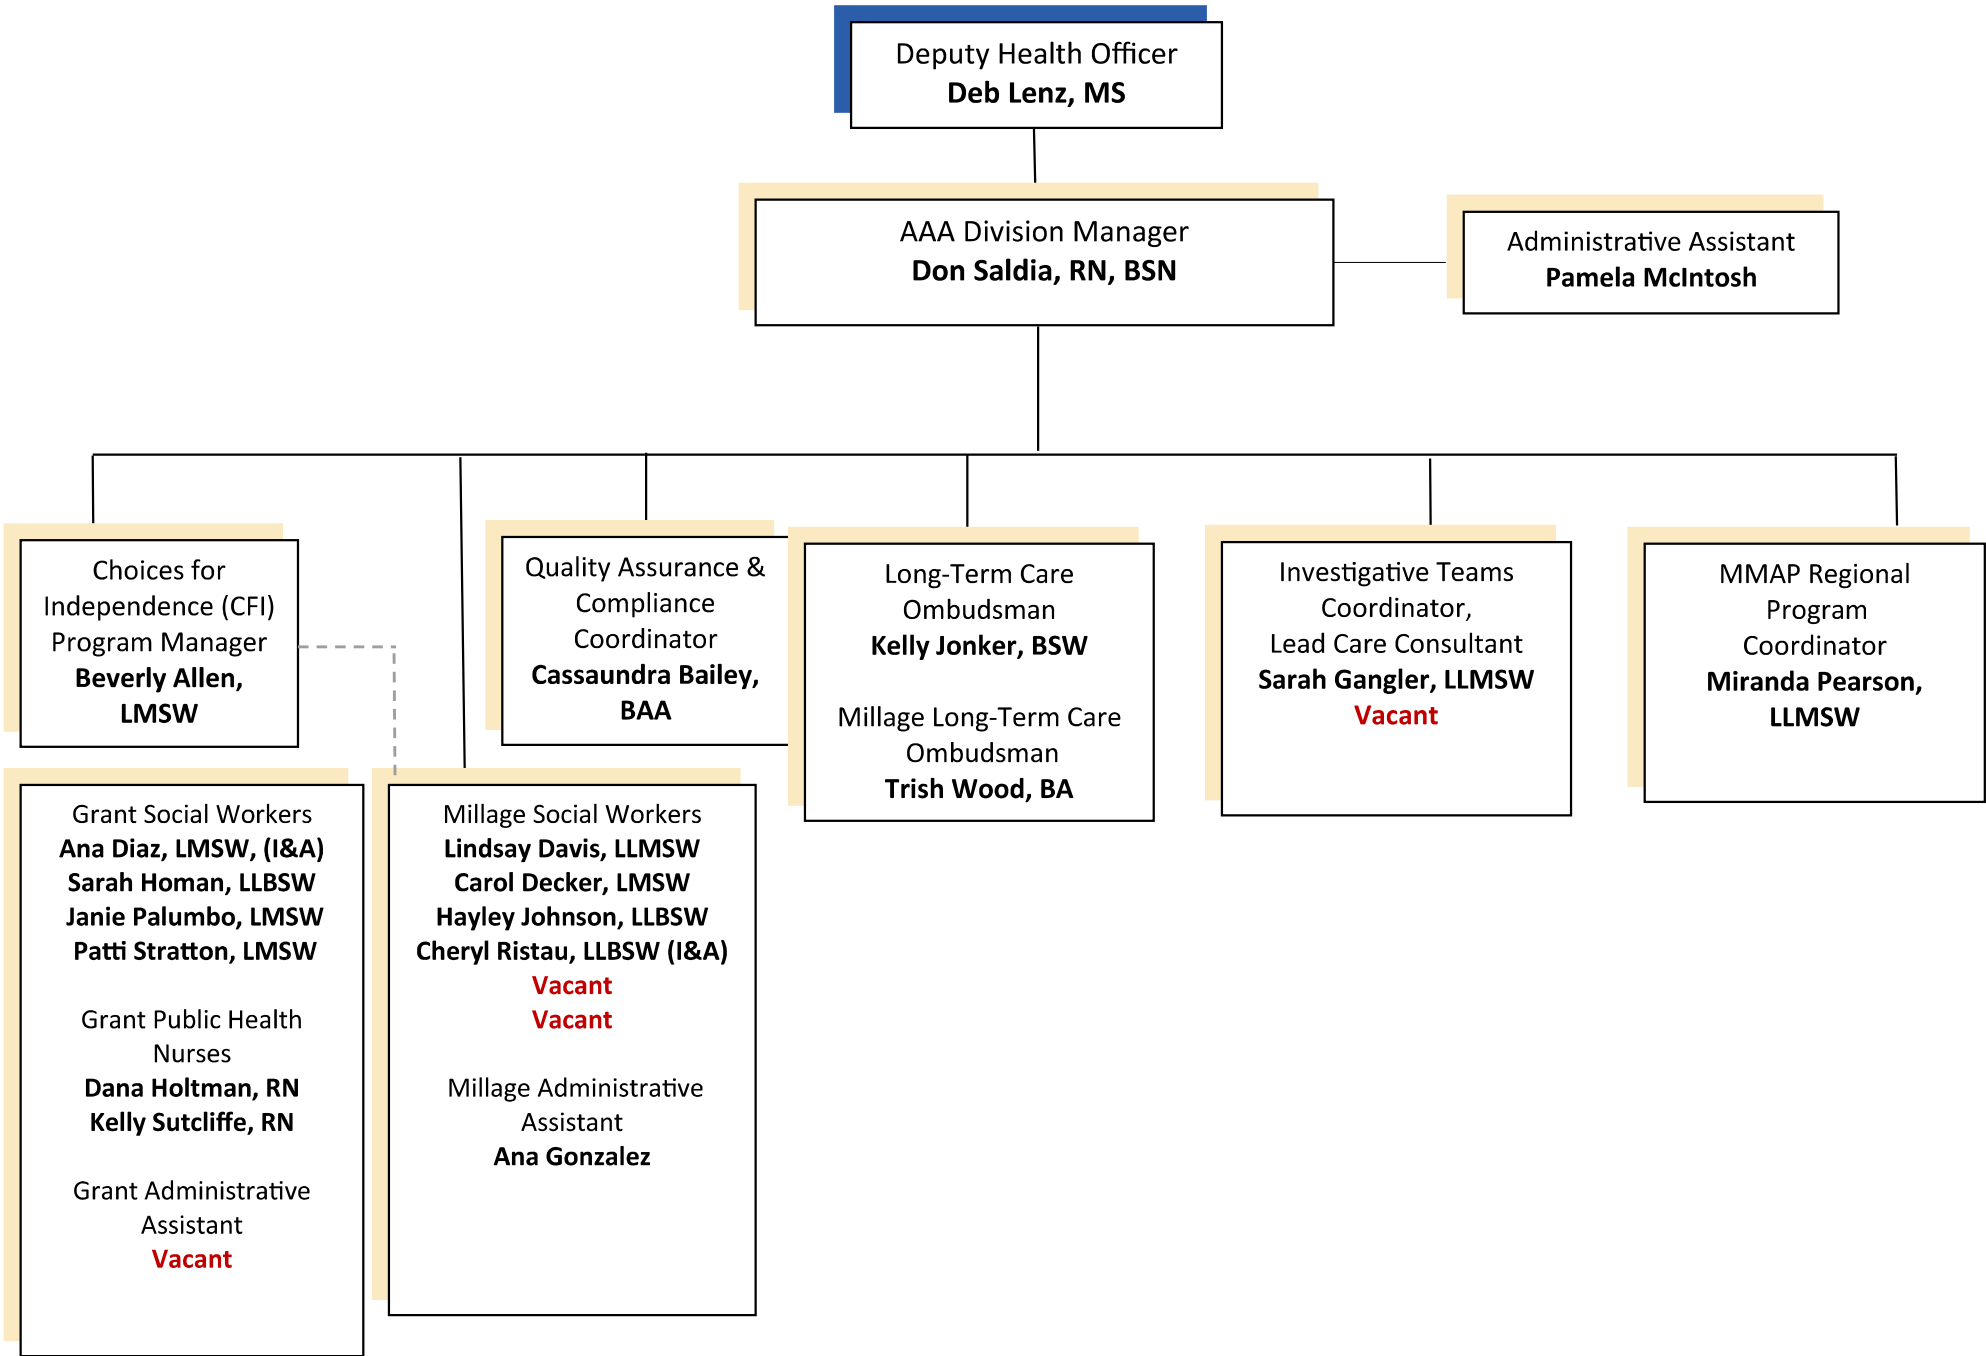 Deputy Health Officer
Deb Lenz, MS
AAA Division Manager
Don Saldia, RN, BSN
Administrative Assistant
Pamela McIntosh
Choices for
Independence (CFI)
Program Manager
Beverly Allen,
LMSW
Quality Assurance &
Compliance
Coordinator
Cassaundra Bailey,
BAA
Long-Term Care
Ombudsman
Kelly Jonker, BSW
Millage Long-Term Care
Ombudsman
Trish Wood, BA
Investigative Teams
Coordinator,
Lead Care Consultant
Sarah Gangler, LLMSW
Vacant
MMAP Regional
Program
Coordinator
Miranda Pearson,
LLMSW
Grant Social Workers
Ana Diaz, LMSW, (I&A)
Sarah Homan, LLBSW
Janie Palumbo, LMSW
Patti Stratton, LMSW
Grant Public Health
Nurses
Dana Holtman, RN
Kelly Sutcliffe, RN
Grant Administrative
Assistant
Vacant
Millage Social Workers
Lindsay Davis, LLMSW
Carol Decker, LMSW
Hayley Johnson, LLBSW
Cheryl Ristau, LLBSW (I&A)
Vacant
Vacant
Millage Administrative
Assistant
Ana Gonzalez